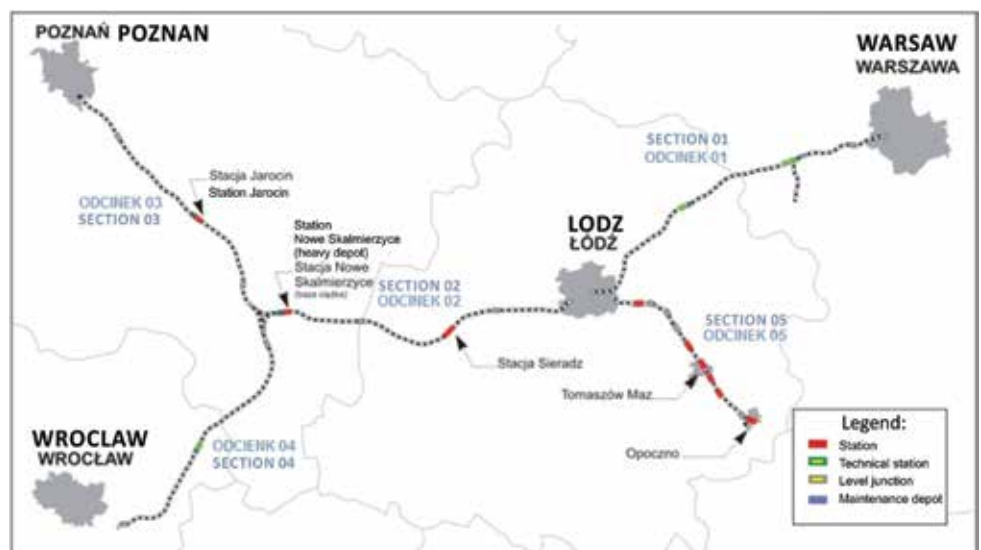 POZNAŃ POZNAN
WARSAW
WARSZAWA
SECTION 01
ODCINEK 01
Stacja Jarocin
Station Jarocin
ODCINEK 03
SECTION 03
Station
Nowe Skalmierzyce
(heavy depot)
Stacja Nowe
Skalmierzyce
(baza ciężka)
LODZ
ŁÓDŹ
SECTION 02
ODCINEK 02
SECTION 05
ODCINEK 05
Stacja Sieradz
Tomaszów Maz.
Opoczno
WROCLAW
WROCŁAW
ODCIENK 04
SECTION 04
Legend:
Station
Technical station
Level junction
Maintenance depot